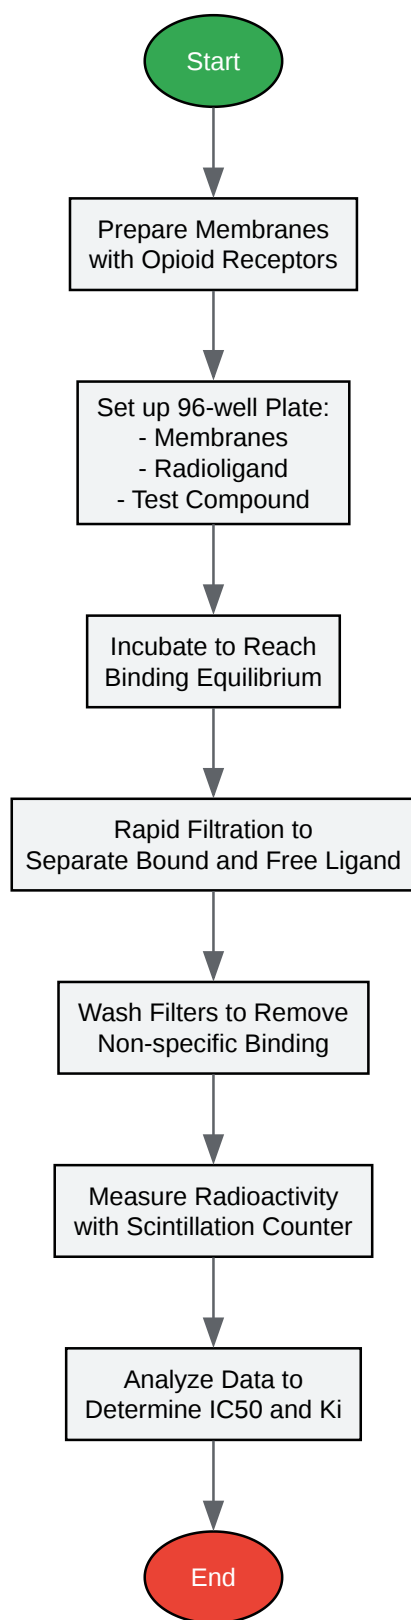 Start
Prepare Membranes
with Opioid Receptors
Set up 96-well Plate:
- Membranes
- Radioligand
- Test Compound
Incubate to Reach
Binding Equilibrium
Rapid Filtration to
Separate Bound and Free Ligand
Wash Filters to Remove
Non-specific Binding
Measure Radioactivity
with Scintillation Counter
Analyze Data to
Determine IC50 and Ki
End